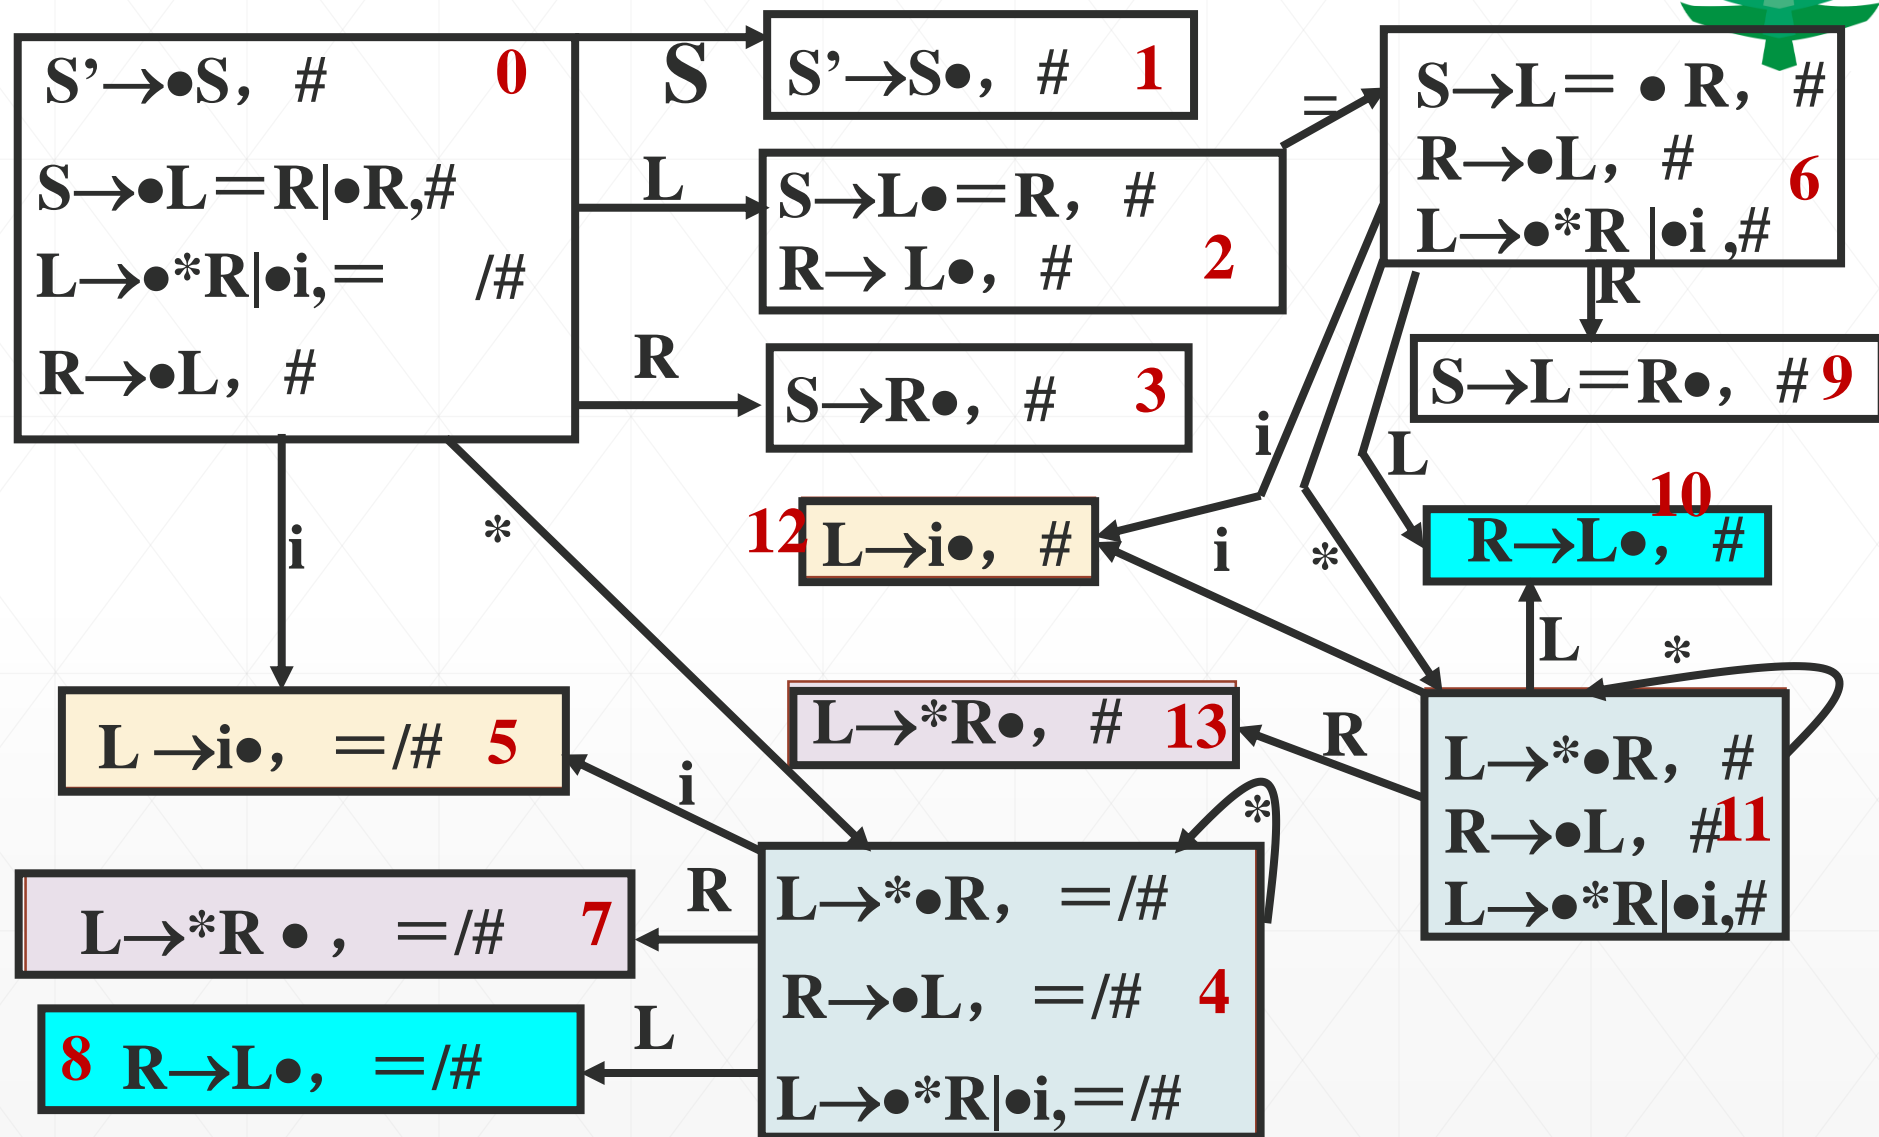 S’→•S， # 0
S→•L＝R|•R,#
L→•*R|•i,＝ /#
R→•L， #
S
S’→S•， # 1
L
S→L•＝R， #
R→ L•， # 2
R
S→R•， # 3
=
S→L＝ • R， #
R→•L， # 6
L→•*R |•i ,#
R
S→L＝R•， # 9
i
*
i
*
L
12 L→i•， #
i
10
R→L•， #
L
*
L→i•， ＝/# 5
L→*R•， # 13
R
L→*•R， #
R→•L， # 11
L→•*R|•i,#
i
*
L→*•R， ＝/#
R→•L， ＝/# 4
L→•*R|•i,＝/#
R
L→*R • ， ＝/# 7
L
8 R→L•， ＝/#